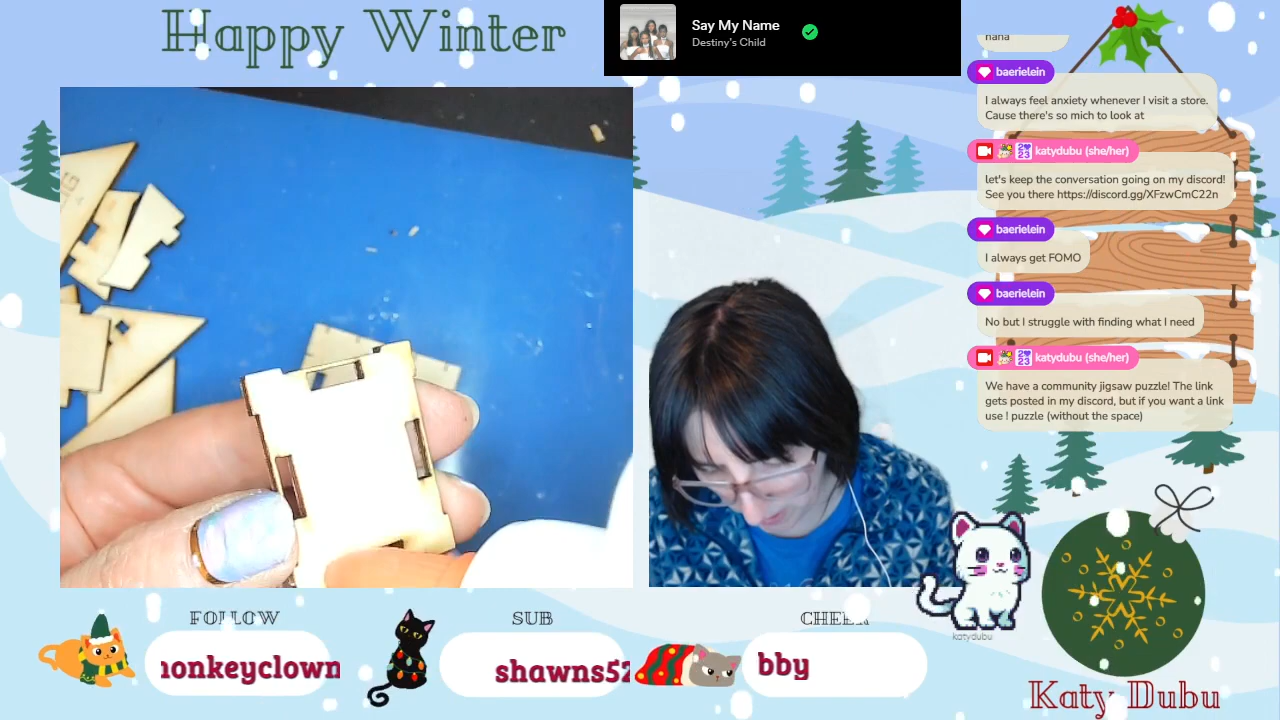 Happy Winter
Say My Name
Destiny's Child
nana
baerielein
I always feel anxiety whenever I visit a store.
Cause there's so mich to look at
2023 katydubu (she/her)
let's keep the conversation going on my discord!
See you there https://discord.gg/XFzwCmC22n
baerielein
I always get FOMO
baerielein
No but I struggle with finding what I need
2023 katydubu (she/her)
We have a community jigsaw puzzle! The link
gets posted in my discord, but if you want a link
use ! puzzle (without the space)
FOLLOW
honkeyclown
SUB
shawns52
CHEER
bby
katydubu
Katy Dubu